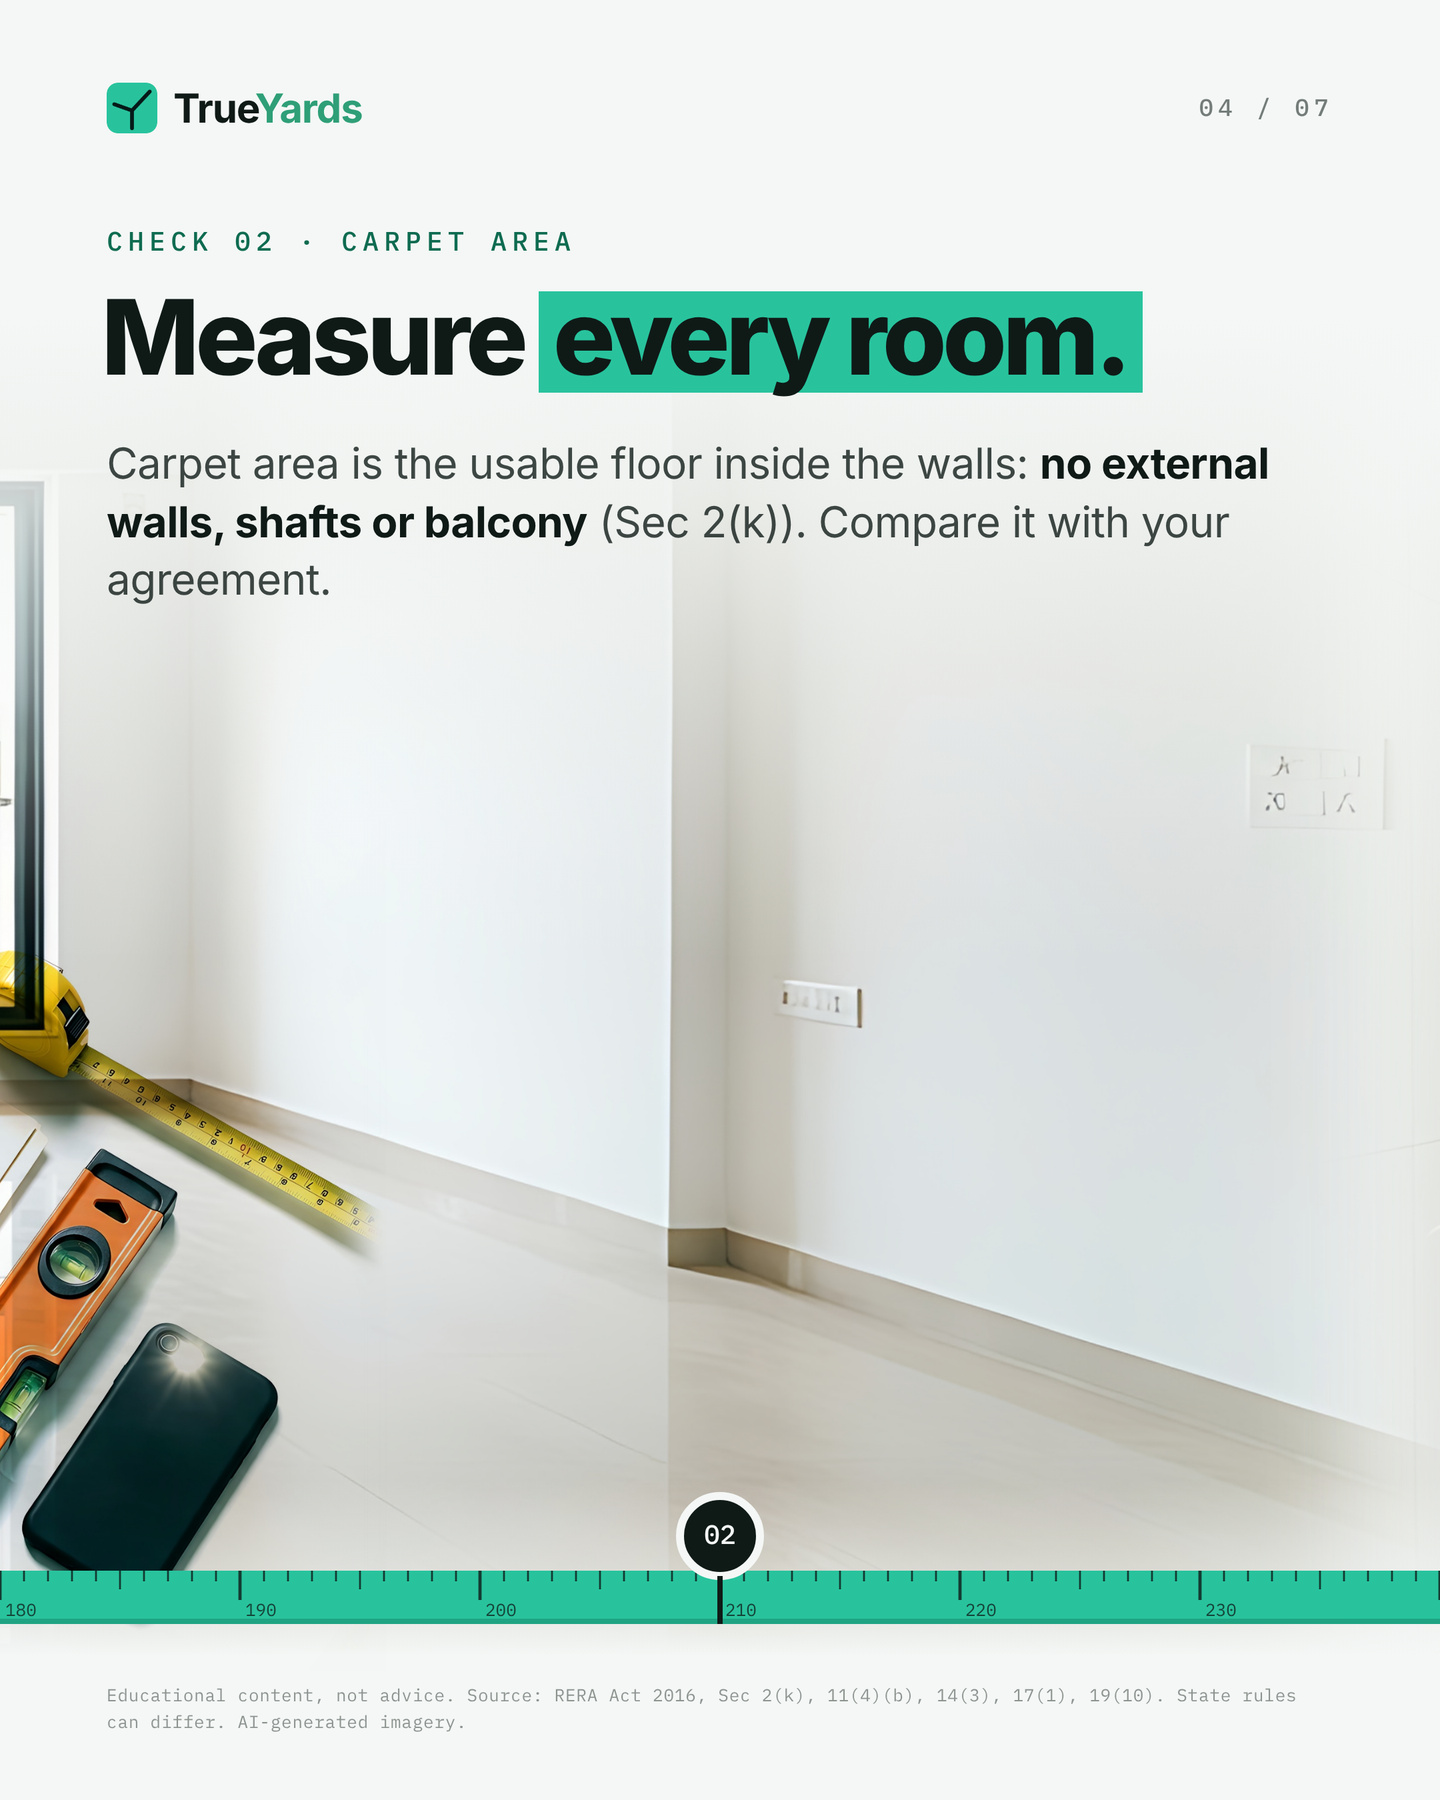 TrueYards
04 / 07
CHECK 02 · CARPET AREA
Measure every room.
Carpet area is the usable floor inside the walls: no external
walls, shafts or balcony (Sec 2(k)). Compare it with your
agreement.
02
180 190 200 210 220 230
Educational content, not advice. Source: RERA Act 2016, Sec 2(k), 11(4)(b), 14(3), 17(1), 19(10). State rules
can differ. AI-generated imagery.